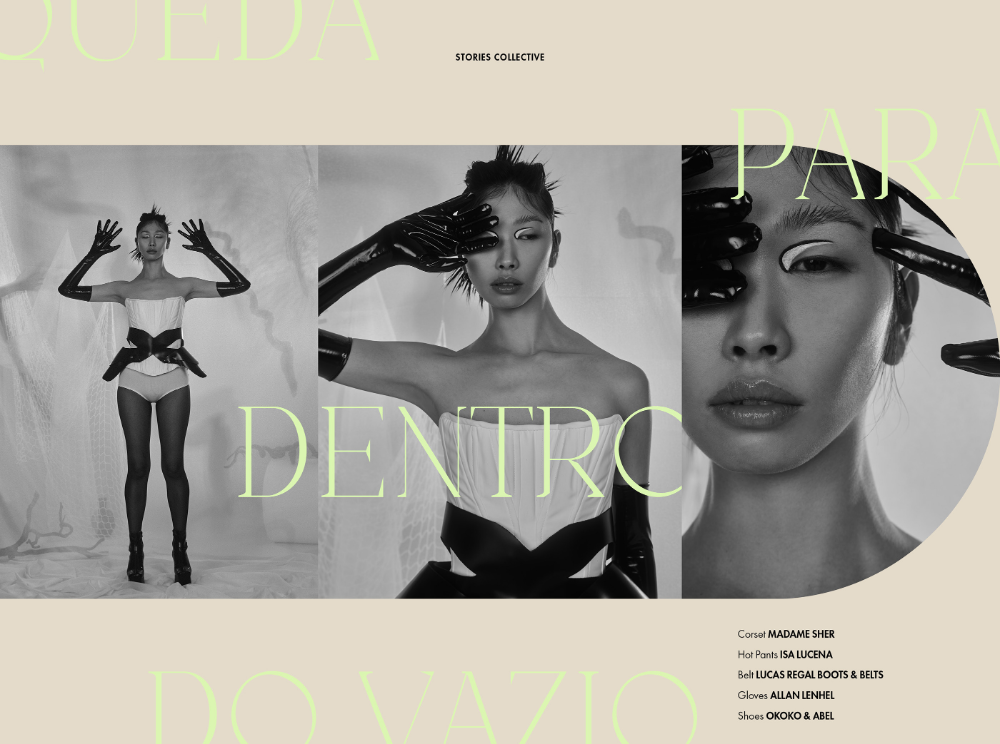 QUEDA
STORIES COLLECTIVE
PARA
DENTRO
Corset MADAME SHER
Hot Pants ISA LUCENA
Belt LUCAS REGAL BOOTS & BELTS
Gloves ALLAN LENHEL
Shoes OKOKO & ABEL
DO VAZIO